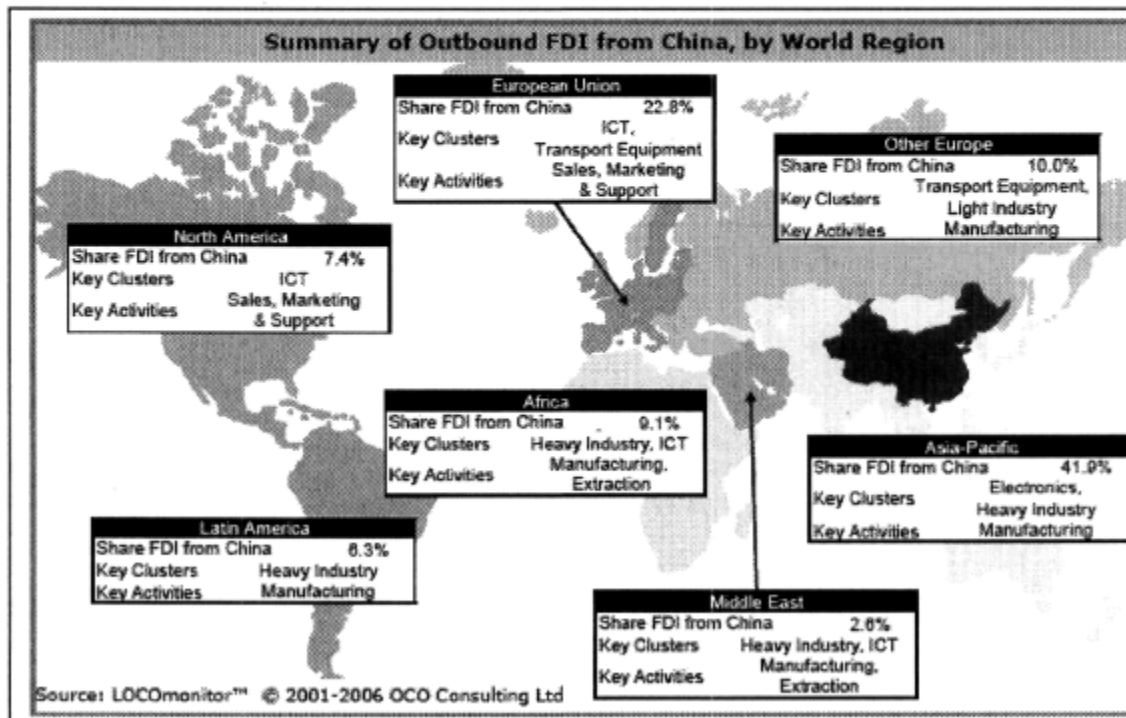 Summary of Outbound FDI from China, by World Region
European Union
Share FDI from China 22.8%
Key Clusters ICT,
Transport Equipment
Key Activities Sales, Marketing
& Support
Other Europe
Share FDI from China 10.0%
Key Clusters Transport Equipment,
Light Industry
Key Activities Manufacturing
North America
Share FDI from China 7.4%
Key Clusters ICT
Key Activities Sales, Marketing
& Support
Africa
Share FDI from China 9.1%
Key Clusters Heavy Industry, ICT
Key Activities Manufacturing,
Extraction
Asia-Pacific
Share FDI from China 41.9%
Key Clusters Electronics,
Heavy Industry
Key Activities Manufacturing
Latin America
Share FDI from China 6.3%
Key Clusters Heavy Industry
Key Activities Manufacturing
Middle East
Share FDI from China 2.6%
Key Clusters Heavy Industry, ICT
Key Activities Manufacturing,
Extraction
Source: LOCOmonitor™ © 2001-2006 OCO Consulting Ltd